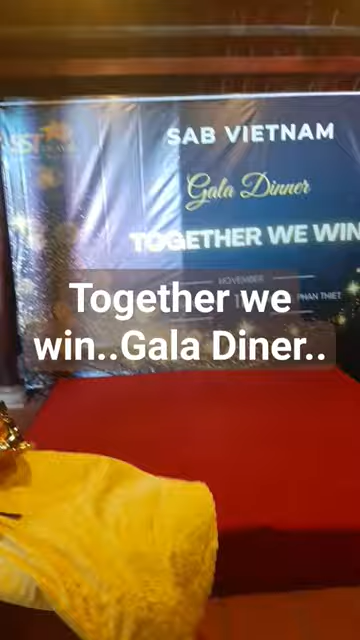 SAB VIETNAM
Gala Dinner
TOGETHER WE WIN
NOVEMBER
PHAN THIET
Together we
win..Gala Diner..